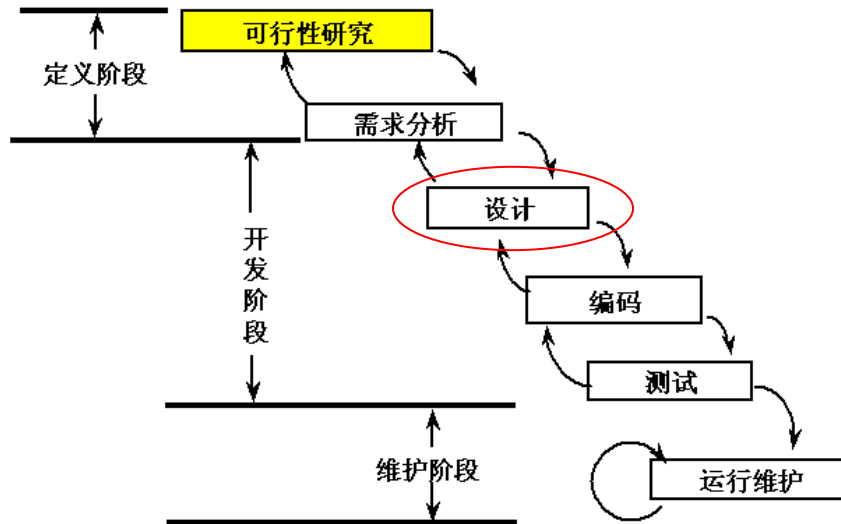 可行性研究
定义阶段
需求分析
设计
开发阶段
编码
测试
维护阶段
运行维护